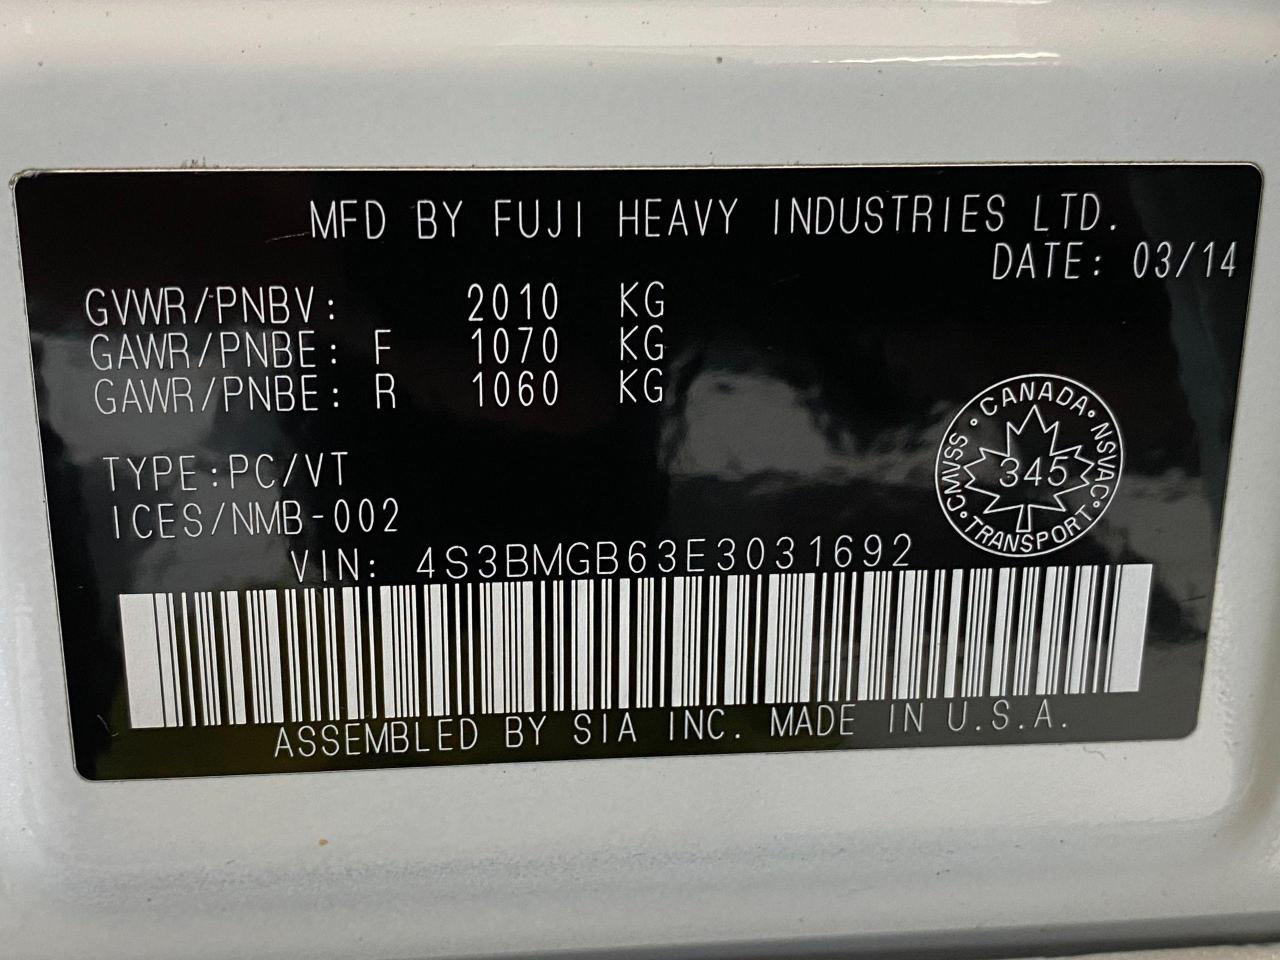 MFD BY FUJI HEAVY INDUSTRIES LTD.
DATE: 03/14
GVWR/PNBV: 2010 KG
GAWR/PNBE: F 1070 KG
GAWR/PNBE: R 1060 KG
TYPE:PC/VT
ICES/NMB-002
CMVSS • CANADA • NSVAC • TRANSPORT •
345
VIN: 4S3BMGB63E3031692
ASSEMBLED BY SIA INC. MADE IN U.S.A.